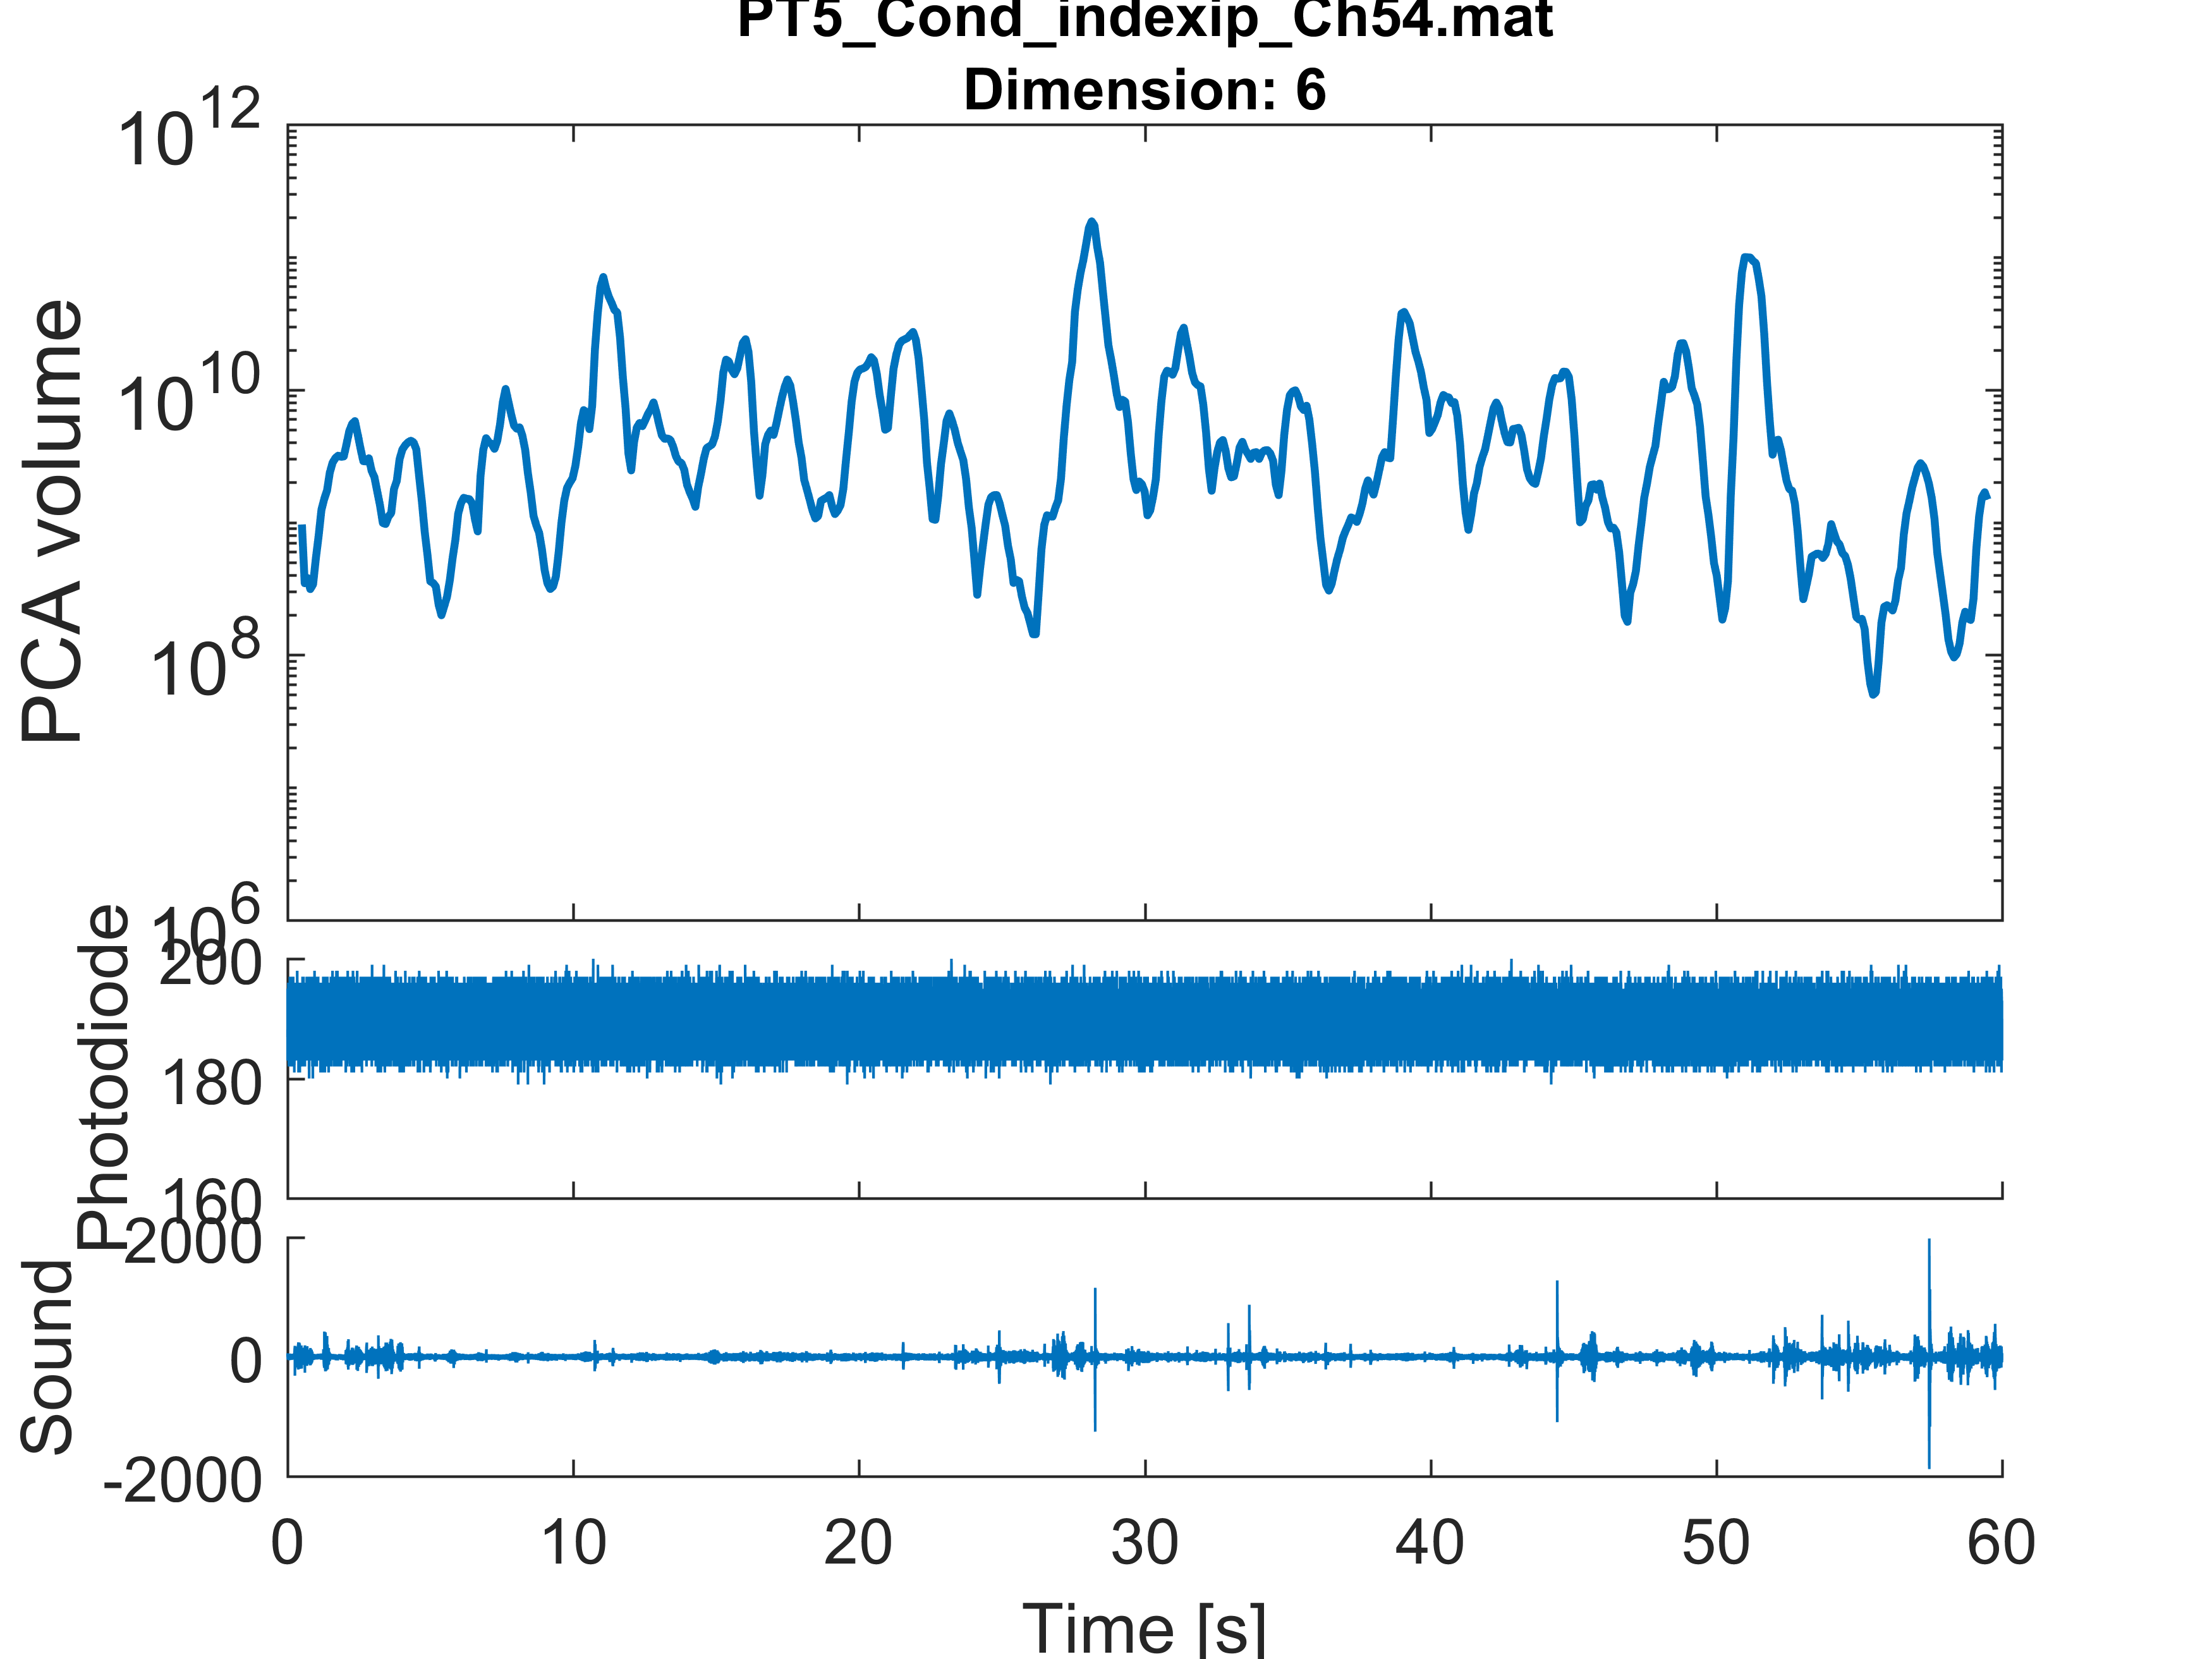 PT5_Cond_indexip_Ch54.mat
Dimension: 6
PCA volume
10^12
10^10
10^8
10^6
Photodiode
200
180
160
Sound
2000
0
-2000
0 10 20 30 40 50 60
Time [s]